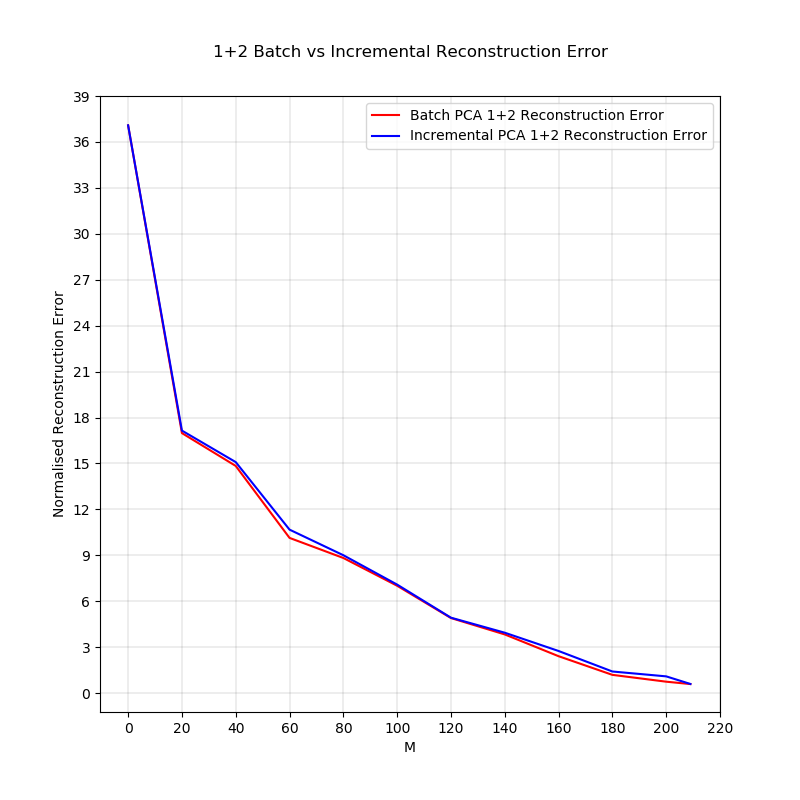 1+2 Batch vs Incremental Reconstruction Error
Batch PCA 1+2 Reconstruction Error
Incremental PCA 1+2 Reconstruction Error
Normalised Reconstruction Error
39
36
33
30
27
24
21
18
15
12
9
6
3
0
0 20 40 60 80 100 120 140 160 180 200 220
M